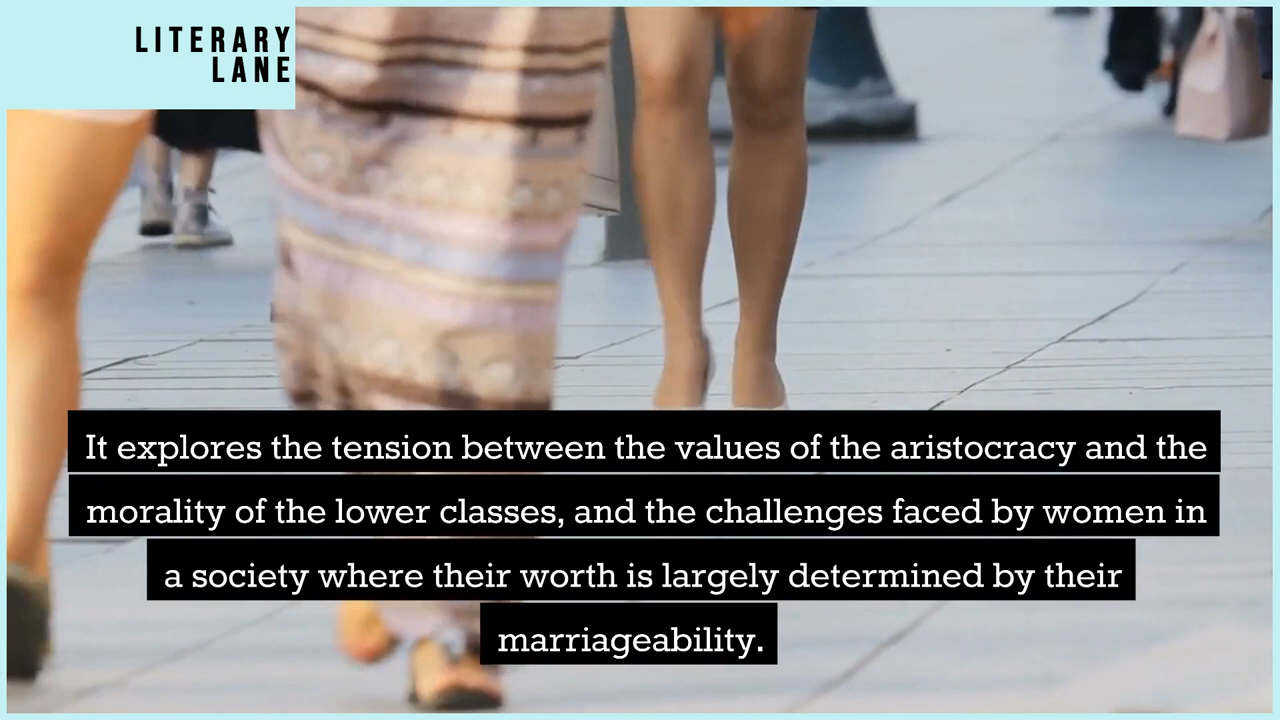 LITERARY
LANE
It explores the tension between the values of the aristocracy and the
morality of the lower classes, and the challenges faced by women in
a society where their worth is largely determined by their
marriageability.